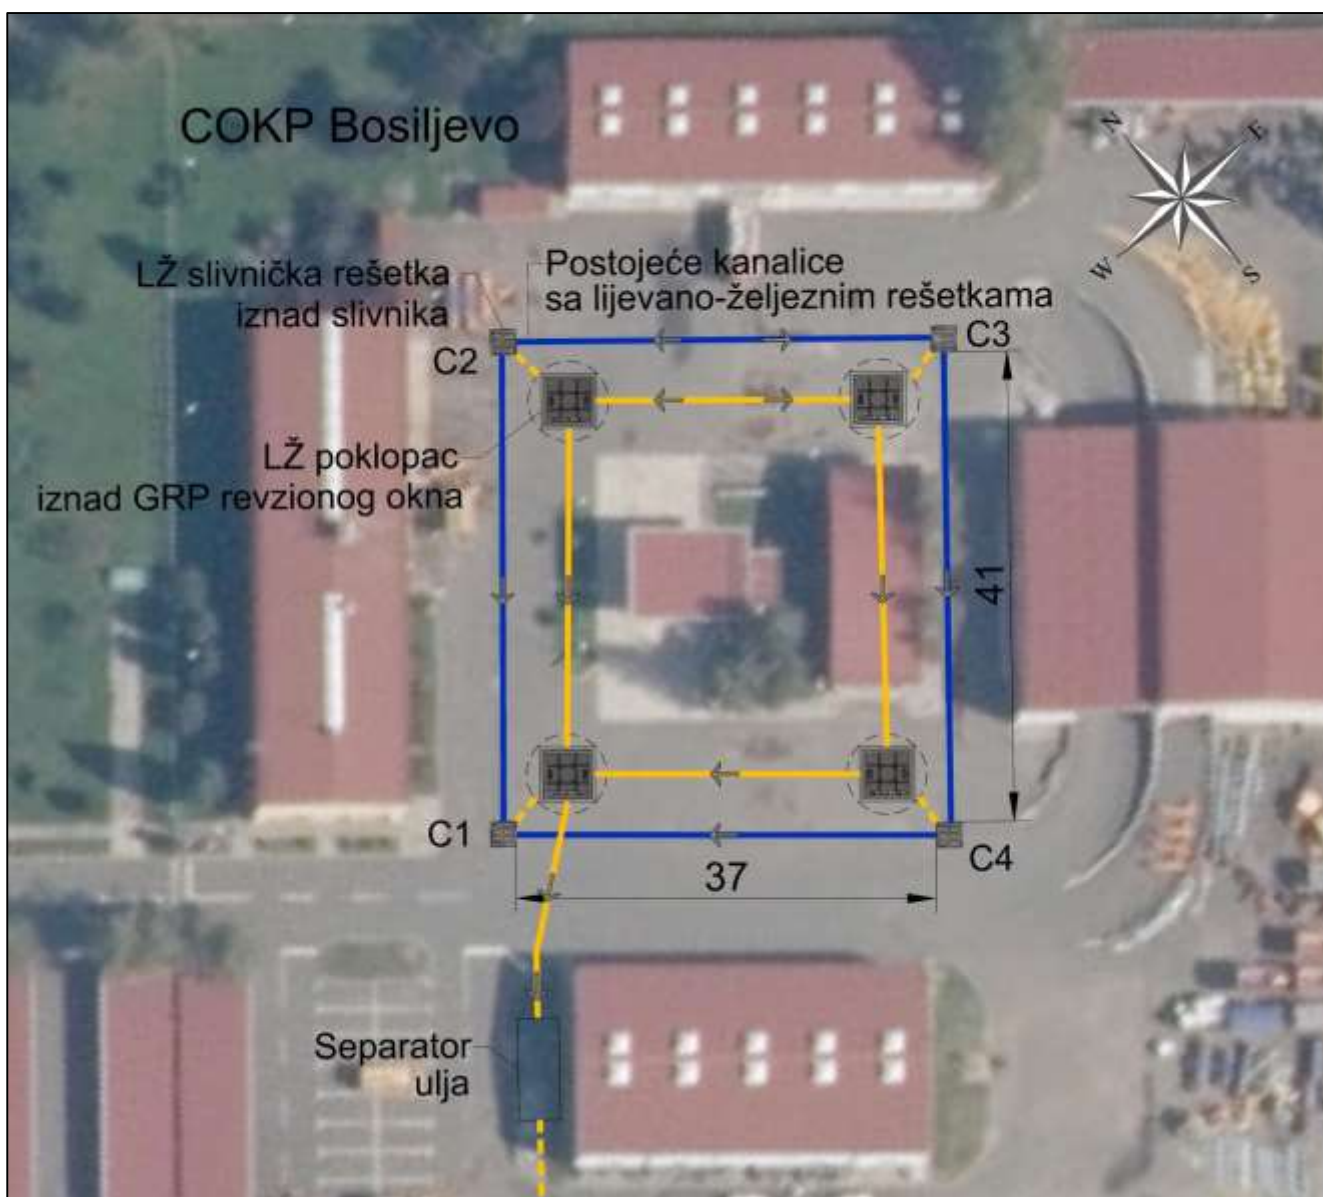 COKP Bosiljevo
N
E
W
S
LŽ slivnička rešetka
iznad slivnika
Postojeće kanalice
sa lijevano-željeznim rešetkama
C2
C3
LŽ poklopac
iznad GRP revzionog okna
41
C1
C4
37
Separator
ulja